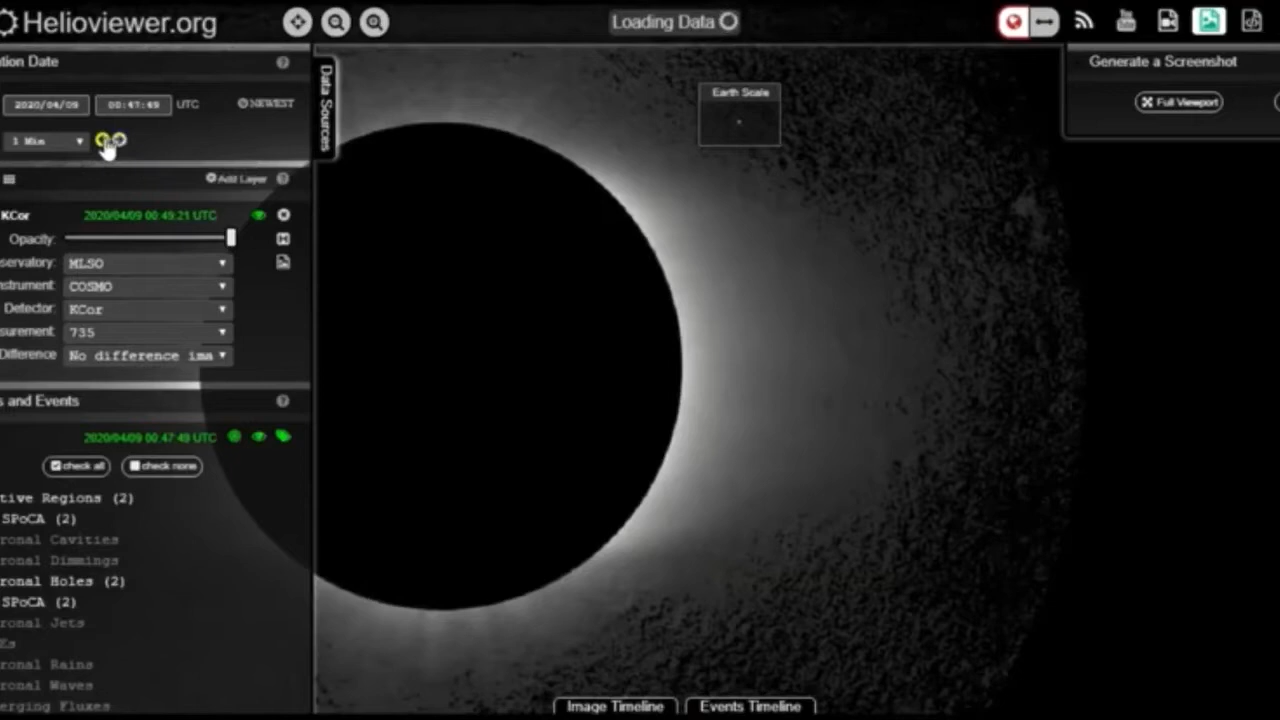 Helioviewer.org
Loading Data
tion Date
2020/04/09 00:47:49 UTC NEWEST
1 Min
Add Layer
KCor 2020/04/09 00:49:21 UTC
Opacity:
servatory: MLSO
nstrument: COSMO
Detector: KCor
surement: 735
Difference No difference ima
s and Events
2020/04/09 00:47:49 UTC
check all check none
tive Regions (2)
SPoCA (2)
ronal Cavities
ronal Dimmings
ronal Holes (2)
SPoCA (2)
ronal Jets
Es
ronal Rains
ronal Waves
erging Fluxes
Data Sources
Earth Scale
Generate a Screenshot
Full Viewport
Image Timeline
Events Timeline